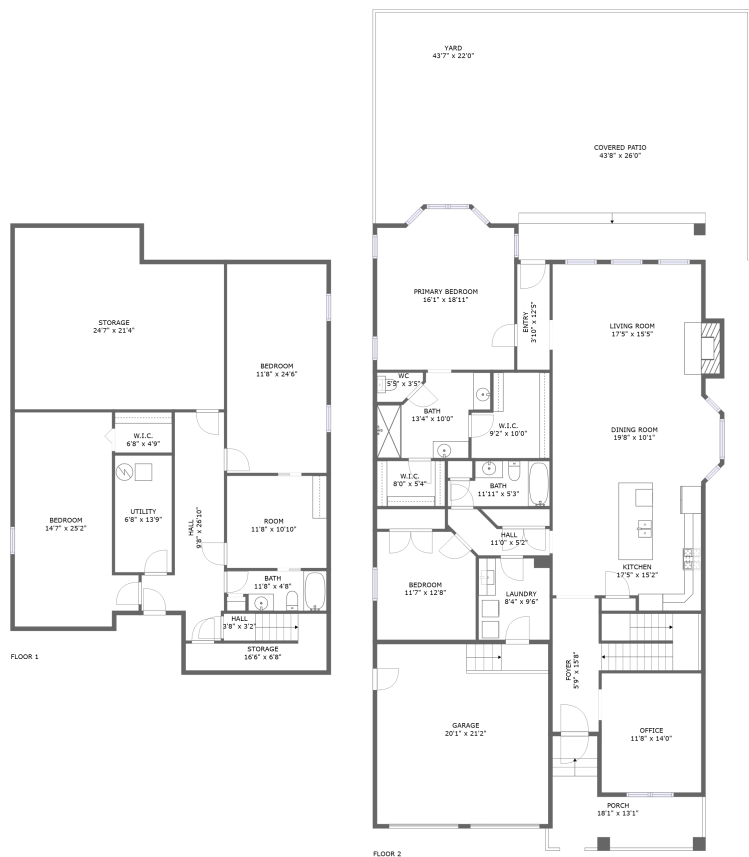 YARD
43'7" x 22'0"
COVERED PATIO
43'8" x 26'0"
STORAGE
24'7" x 21'4"
BEDROOM
11'8" x 24'6"
W.I.C.
6'8" x 4'9"
UTILITY
6'8" x 13'9"
BEDROOM
14'7" x 25'2"
HALL
9'8" x 26'10"
ROOM
11'8" x 10'10"
BATH
11'8" x 4'8"
HALL
3'8" x 3'2"
STORAGE
16'6" x 6'8"
FLOOR 1
PRIMARY BEDROOM
16'1" x 18'11"
ENTRY
3'10" x 12'5"
LIVING ROOM
17'5" x 15'5"
WC
5'5" x 3'5"
BATH
13'4" x 10'0"
W.I.C.
9'2" x 10'0"
DINING ROOM
19'8" x 10'1"
W.I.C.
8'0" x 5'4"
BATH
11'11" x 5'3"
HALL
11'0" x 5'2"
KITCHEN
17'5" x 15'2"
BEDROOM
11'7" x 12'8"
LAUNDRY
8'4" x 9'6"
FOYER
5'9" x 15'8"
GARAGE
20'1" x 21'2"
OFFICE
11'8" x 14'0"
PORCH
18'1" x 13'1"
FLOOR 2